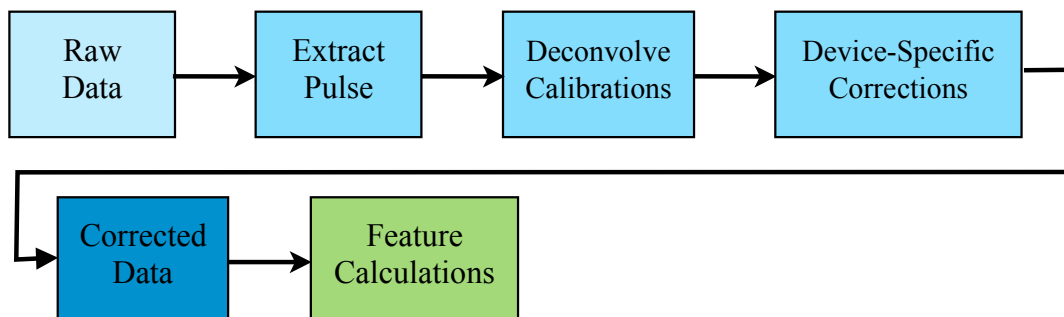 Raw
Data
Extract
Pulse
Deconvolve
Calibrations
Device-Specific
Corrections
Corrected
Data
Feature
Calculations